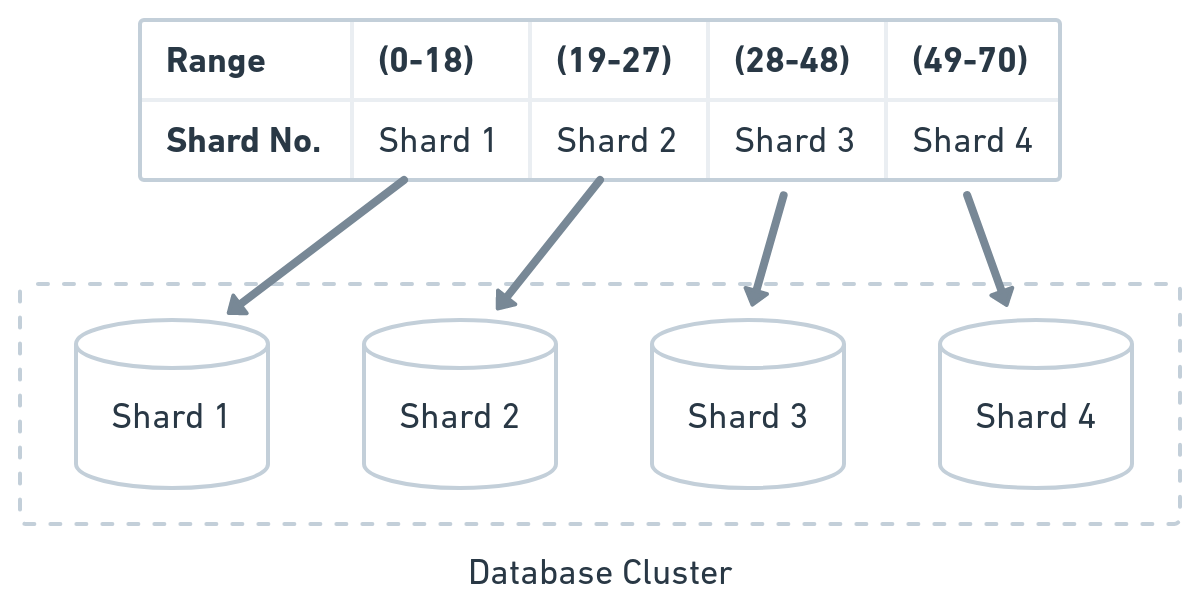 Range (0-18) (19-27) (28-48) (49-70)
Shard No. Shard 1 Shard 2 Shard 3 Shard 4
Shard 1 Shard 2 Shard 3 Shard 4
Database Cluster